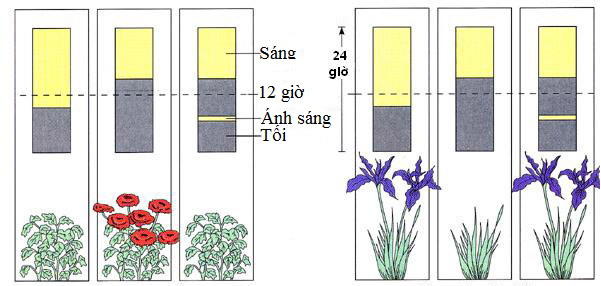 Sáng
12 giờ
Ánh sáng
Tối
24
giờ